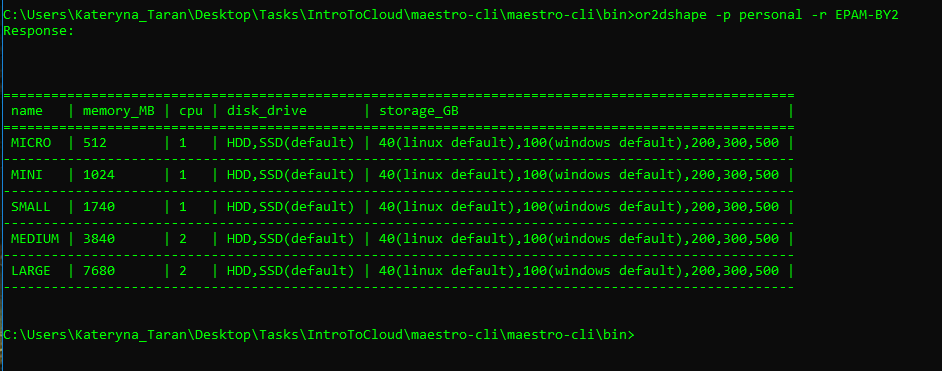 C:\Users\Kateryna_Taran\Desktop\Tasks\IntroToCloud\maestro-cli\maestro-cli\bin>or2dshape -p personal -r EPAM-BY2
Response:
===================================================================================================
name   | memory_MB | cpu | disk_drive       | storage_GB                                         |
===================================================================================================
MICRO  | 512       | 1   | HDD,SSD(default) | 40(linux default),100(windows default),200,300,500 |
---------------------------------------------------------------------------------------------------
MINI   | 1024      | 1   | HDD,SSD(default) | 40(linux default),100(windows default),200,300,500 |
---------------------------------------------------------------------------------------------------
SMALL  | 1740      | 1   | HDD,SSD(default) | 40(linux default),100(windows default),200,300,500 |
---------------------------------------------------------------------------------------------------
MEDIUM | 3840      | 2   | HDD,SSD(default) | 40(linux default),100(windows default),200,300,500 |
---------------------------------------------------------------------------------------------------
LARGE  | 7680      | 2   | HDD,SSD(default) | 40(linux default),100(windows default),200,300,500 |
---------------------------------------------------------------------------------------------------
C:\Users\Kateryna_Taran\Desktop\Tasks\IntroToCloud\maestro-cli\maestro-cli\bin>